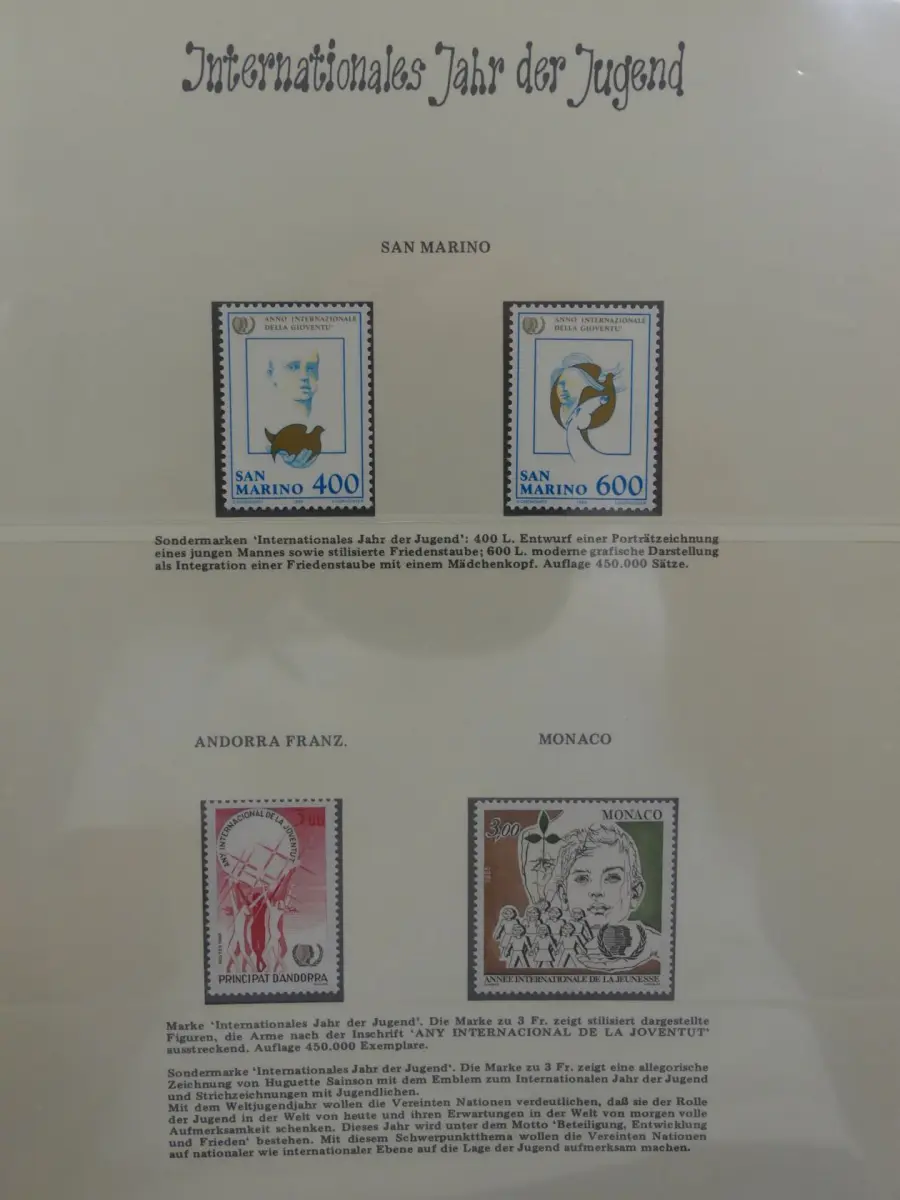 Internationales Jahr der Jugend
SAN MARINO
ANNO INTERNAZIONALE
DELLA GIOVENTU'
SAN
MARINO 400
1985
ANNO INTERNAZIONALE
DELLA GIOVENTU'
SAN
MARINO 600
1985
Sondermarken 'Internationales Jahr der Jugend': 400 L. Entwurf einer Porträtzeichnung
eines jungen Mannes sowie stilisierte Friedenstaube; 600 L. moderne grafische Darstellung
als Integration einer Friedenstaube mit einem Mädchenkopf. Auflage 450.000 Sätze.
ANDORRA FRANZ.
MONACO
3,00
ANY INTERNACIONAL DE LA JOVENTUT
PRINCIPAT D'ANDORRA
3,00
MONACO
ANNÉE INTERNATIONALE DE LA JEUNESSE
Marke 'Internationales Jahr der Jugend'. Die Marke zu 3 Fr. zeigt stilisiert dargestellte
Figuren, die Arme nach der Inschrift 'ANY INTERNACIONAL DE LA JOVENTUT'
ausstreckend. Auflage 450.000 Exemplare.
Sondermarke 'Internationales Jahr der Jugend'. Die Marke zu 3 Fr. zeigt eine allegorische
Zeichnung von Huguette Sainson mit dem Emblem zum Internationalen Jahr der Jugend
und Strichzeichnungen mit Jugendlichen.
Mit dem Weltjugendjahr wollen die Vereinten Nationen verdeutlichen, daß sie der Rolle
der Jugend in der Welt von heute und ihren Erwartungen in der Welt von morgen volle
Aufmerksamkeit schenken. Dieses Jahr wird unter dem Motto 'Beteiligung, Entwicklung
und Frieden' bestehen. Mit diesem Schwerpunktthema wollen die Vereinten Nationen
auf nationaler wie internationaler Ebene auf die Lage der Jugend aufmerksam machen.